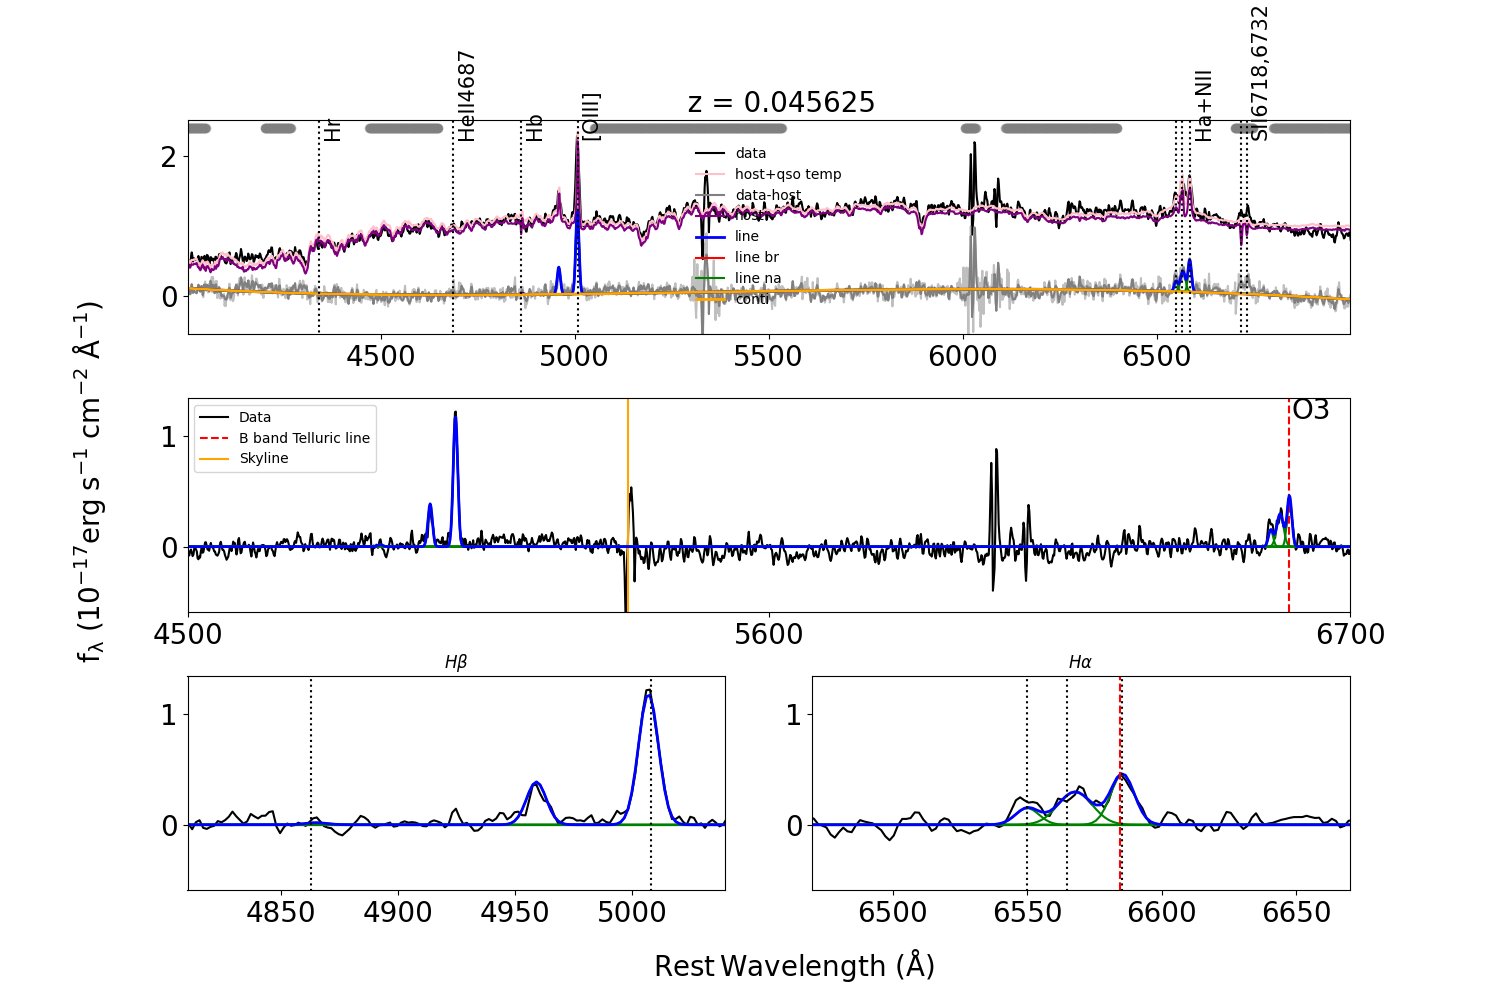 z = 0.045625
Hr
HeII4687
Hb
[OIII]
Ha+NII
SII6718,6732
data
host+qso temp
data-host
host
line
line br
line na
conti
2
0
4500 5000 5500 6000 6500
Data
B band Telluric line
Skyline
O3
1
0
4500 5600 6700
fλ (10−17erg s−1 cm−2 Å−1)
Hβ
1
0
4850 4900 4950 5000
Hα
1
0
6500 6550 6600 6650
Rest Wavelength (Å)